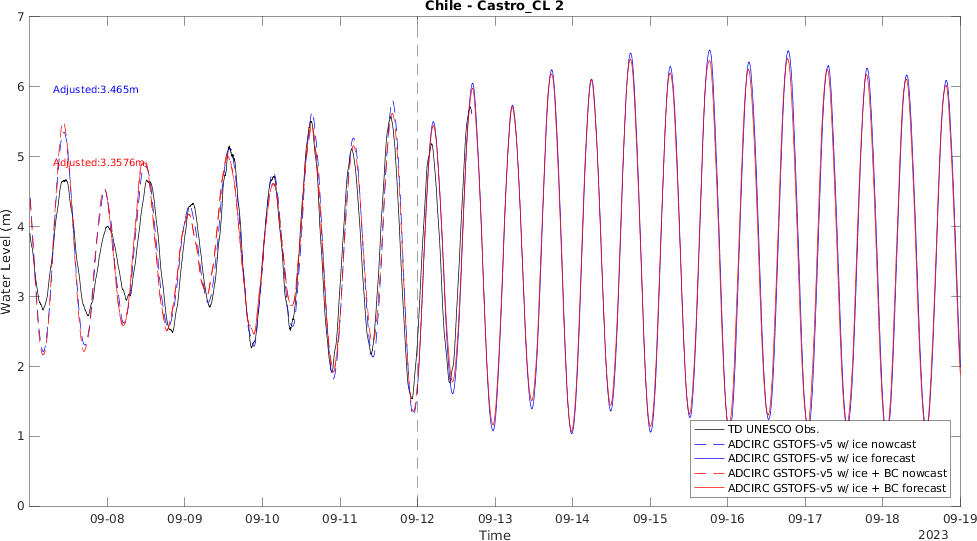 Chile - Castro_CL 2
7
6
5
4
3
2
1
0
Water Level (m)
Adjusted:3.465m
Adjusted:3.3576m
TD UNESCO Obs.
ADCIRC GSTOFS-v5 w/ ice nowcast
ADCIRC GSTOFS-v5 w/ ice forecast
ADCIRC GSTOFS-v5 w/ ice + BC nowcast
ADCIRC GSTOFS-v5 w/ ice + BC forecast
09-08 09-09 09-10 09-11 09-12 09-13 09-14 09-15 09-16 09-17 09-18 09-19
Time
2023